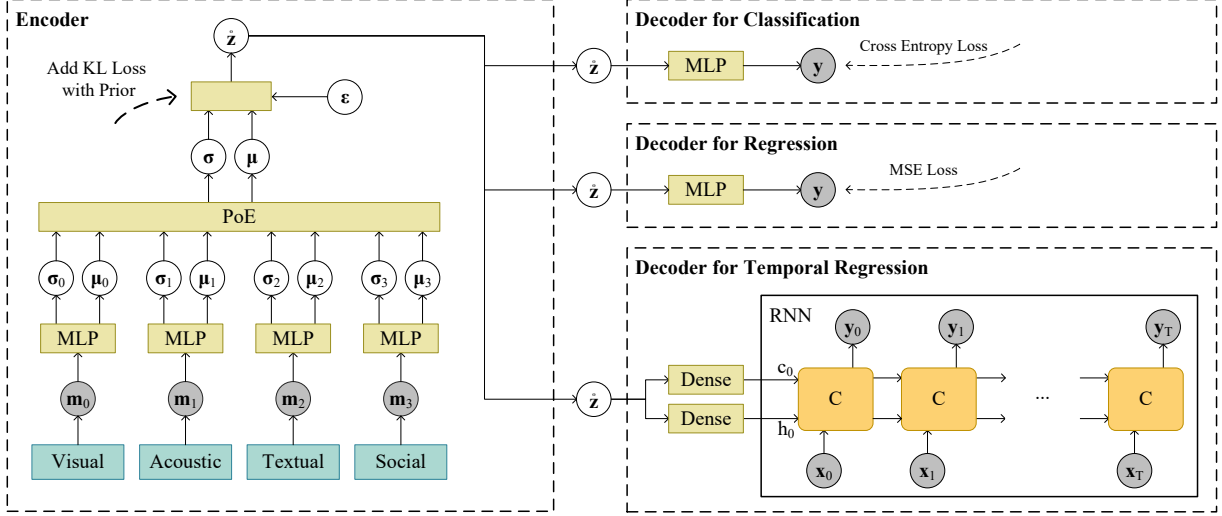 Encoder
z̊
Add KL Loss
with Prior
ε
σ
μ
PoE
σ0
μ0
σ1
μ1
σ2
μ2
σ3
μ3
MLP
MLP
MLP
MLP
m0
m1
m2
m3
Visual
Acoustic
Textual
Social
Decoder for Classification
z̊
MLP
y
Cross Entropy Loss
Decoder for Regression
z̊
MLP
y
MSE Loss
Decoder for Temporal Regression
RNN
y0
y1
yT
z̊
Dense
Dense
c0
h0
C
C
...
C
x0
x1
xT